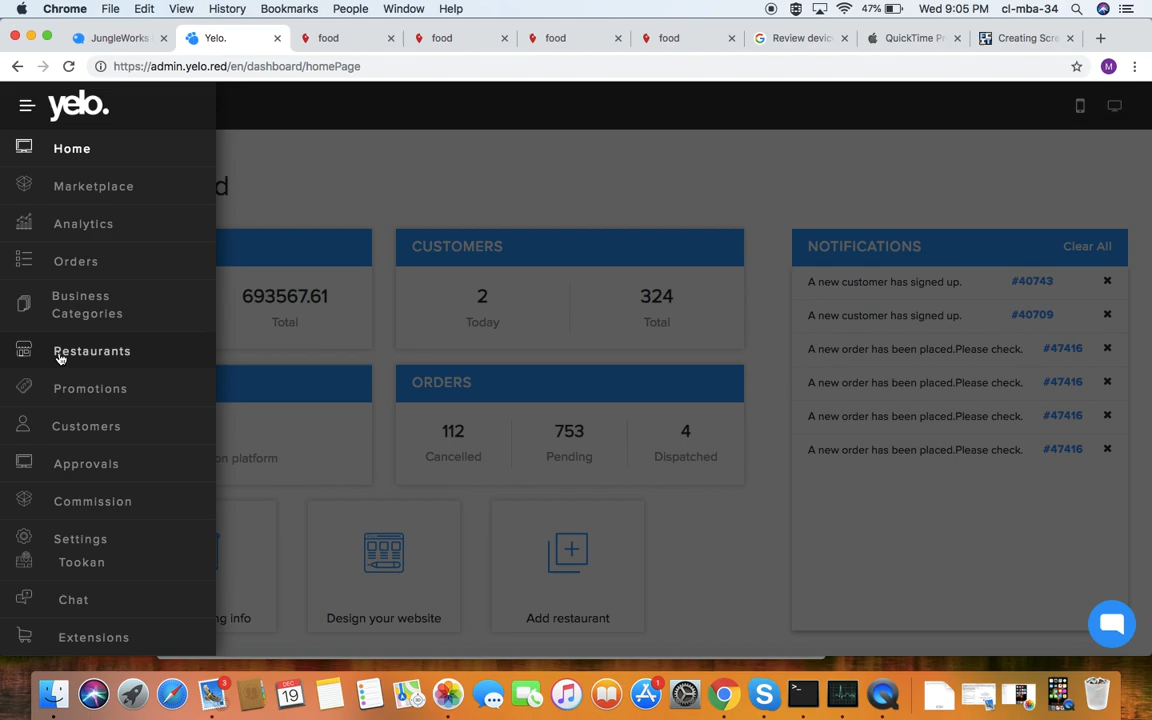 Chrome File Edit View History Bookmarks People Window Help 47% Wed 9:05 PM cl-mba-34
JungleWorks Yelo. food food food food Review device QuickTime Pr Creating Scre
https://admin.yelo.red/en/dashboard/homePage M
yelo.
Home
Marketplace
Analytics
Orders
Business
Categories
Restaurants
Promotions
Customers
Approvals
Commission
Settings
Tookan
Chat
Extensions
d
693567.61
Total
on platform
CUSTOMERS
2 324
Today Total
ORDERS
112 753 4
Cancelled Pending Dispatched
ng info Design your website Add restaurant
NOTIFICATIONS Clear All
A new customer has signed up. #40743
A new customer has signed up. #40709
A new order has been placed.Please check. #47416
A new order has been placed.Please check. #47416
A new order has been placed.Please check. #47416
A new order has been placed.Please check. #47416
3 DEC 19 1